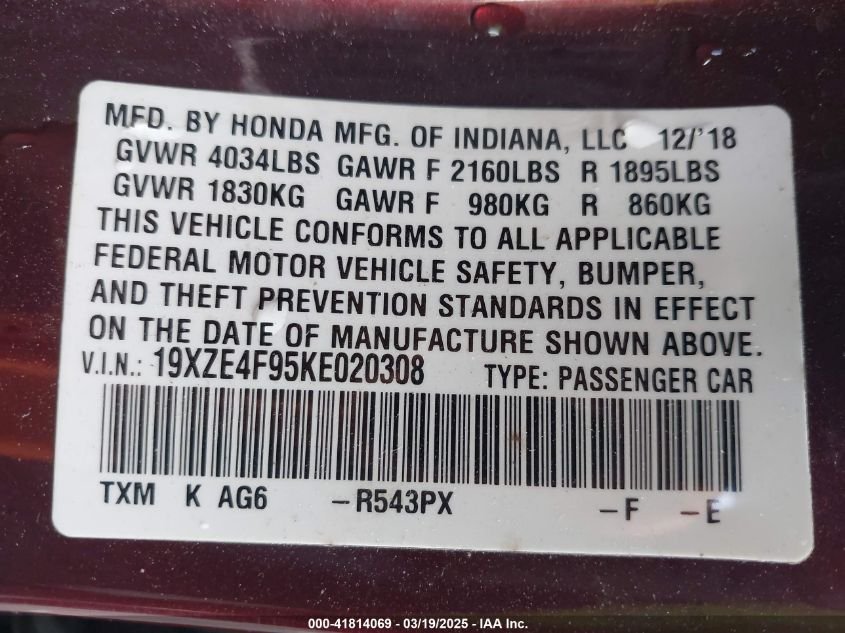 MFD. BY HONDA MFG. OF INDIANA, LLC 12/'18
GVWR 4034LBS GAWR F 2160LBS R 1895LBS
GVWR 1830KG GAWR F 980KG R 860KG
THIS VEHICLE CONFORMS TO ALL APPLICABLE
FEDERAL MOTOR VEHICLE SAFETY, BUMPER,
AND THEFT PREVENTION STANDARDS IN EFFECT
ON THE DATE OF MANUFACTURE SHOWN ABOVE.
V.I.N.: 19XZE4F95KE020308 TYPE: PASSENGER CAR
TXM K AG6 –R543PX –F –E
000-41814069 — 03/19/2025 — IAA Inc.